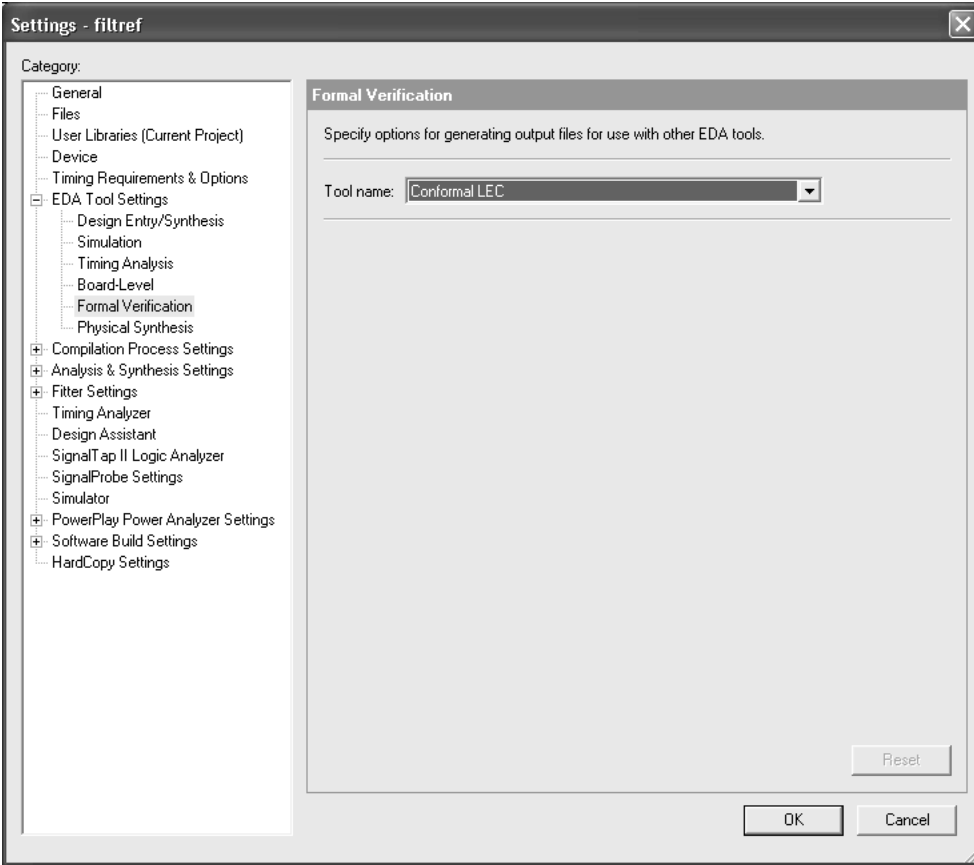 Settings - filtref
Category:
General
Files
User Libraries (Current Project)
Device
Timing Requirements & Options
EDA Tool Settings
Design Entry/Synthesis
Simulation
Timing Analysis
Board-Level
Formal Verification
Physical Synthesis
Compilation Process Settings
Analysis & Synthesis Settings
Fitter Settings
Timing Analyzer
Design Assistant
SignalTap II Logic Analyzer
SignalProbe Settings
Simulator
PowerPlay Power Analyzer Settings
Software Build Settings
HardCopy Settings
Formal Verification
Specify options for generating output files for use with other EDA tools.
Tool name: Conformal LEC
Reset
OK
Cancel